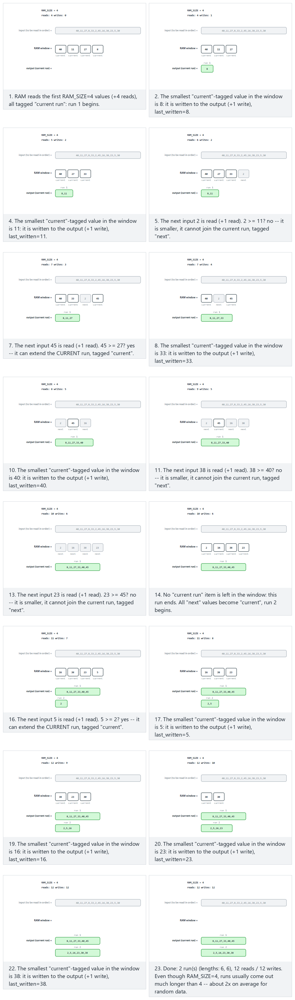 RAM_SIZE = 4
reads: 4 writes: 0
input (to be read in order) =
40,11,27,8,33,2,45,16,38,23,5,30
RAM window =
40 11 27 8
current current current current
output (current run) =
1. RAM reads the first RAM_SIZE=4 values (+4 reads),
all tagged "current run": run 1 begins.
RAM_SIZE = 4
reads: 4 writes: 1
input (to be read in order) =
40,11,27,8,33,2,45,16,38,23,5,30
RAM window =
40 11 27
current current current
run 1
output (current run) =
8
2. The smallest "current"-tagged value in the window
is 8: it is written to the output (+1 write),
last_written=8.
RAM_SIZE = 4
reads: 5 writes: 2
input (to be read in order) =
40,11,27,8,33,2,45,16,38,23,5,30
RAM window =
40 27 33
current current current
run 1
output (current run) =
8,11
4. The smallest "current"-tagged value in the window
is 11: it is written to the output (+1 write),
last_written=11.
RAM_SIZE = 4
reads: 6 writes: 2
input (to be read in order) =
40,11,27,8,33,2,45,16,38,23,5,30
RAM window =
40 27 33 2
current current current next
run 1
output (current run) =
8,11
5. The next input 2 is read (+1 read). 2 >= 11? no -- it
is smaller, it cannot join the current run, tagged
"next".
RAM_SIZE = 4
reads: 7 writes: 3
input (to be read in order) =
40,11,27,8,33,2,45,16,38,23,5,30
RAM window =
40 33 2 45
current current next current
run 1
output (current run) =
8,11,27
7. The next input 45 is read (+1 read). 45 >= 27? yes
-- it can extend the CURRENT run, tagged "current".
RAM_SIZE = 4
reads: 7 writes: 4
input (to be read in order) =
40,11,27,8,33,2,45,16,38,23,5,30
RAM window =
40 2 45
current next current
run 1
output (current run) =
8,11,27,33
8. The smallest "current"-tagged value in the window
is 33: it is written to the output (+1 write),
last_written=33.
RAM_SIZE = 4
reads: 8 writes: 5
input (to be read in order) =
40,11,27,8,33,2,45,16,38,23,5,30
RAM window =
2 45 16
next current next
run 1
output (current run) =
8,11,27,33,40
10. The smallest "current"-tagged value in the window
is 40: it is written to the output (+1 write),
last_written=40.
RAM_SIZE = 4
reads: 9 writes: 5
input (to be read in order) =
40,11,27,8,33,2,45,16,38,23,5,30
RAM window =
2 45 16 38
next current next next
run 1
output (current run) =
8,11,27,33,40
11. The next input 38 is read (+1 read). 38 >= 40? no
-- it is smaller, it cannot join the current run, tagged
"next".
RAM_SIZE = 4
reads: 10 writes: 6
input (to be read in order) =
40,11,27,8,33,2,45,16,38,23,5,30
RAM window =
2 16 38 23
next next next next
run 1
output (current run) =
8,11,27,33,40,45
13. The next input 23 is read (+1 read). 23 >= 45? no
-- it is smaller, it cannot join the current run, tagged
"next".
RAM_SIZE = 4
reads: 10 writes: 6
input (to be read in order) =
40,11,27,8,33,2,45,16,38,23,5,30
RAM window =
2 16 38 23
current current current current
run 1
output (current run) =
8,11,27,33,40,45
14. No "current run" item is left in the window: this
run ends. All "next" values become "current", run 2
begins.
RAM_SIZE = 4
reads: 11 writes: 7
input (to be read in order) =
40,11,27,8,33,2,45,16,38,23,5,30
RAM window =
16 38 23 5
current current current current
run 1
output (current run) =
8,11,27,33,40,45
run 2
2
16. The next input 5 is read (+1 read). 5 >= 2? yes -- it
can extend the CURRENT run, tagged "current".
RAM_SIZE = 4
reads: 11 writes: 8
input (to be read in order) =
40,11,27,8,33,2,45,16,38,23,5,30
RAM window =
16 38 23
current current current
run 1
output (current run) =
8,11,27,33,40,45
run 2
2,5
17. The smallest "current"-tagged value in the window
is 5: it is written to the output (+1 write),
last_written=5.
RAM_SIZE = 4
reads: 12 writes: 9
input (to be read in order) =
40,11,27,8,33,2,45,16,38,23,5,30
RAM window =
38 23 30
current current current
run 1
output (current run) =
8,11,27,33,40,45
run 2
2,5,16
19. The smallest "current"-tagged value in the window
is 16: it is written to the output (+1 write),
last_written=16.
RAM_SIZE = 4
reads: 12 writes: 10
input (to be read in order) =
40,11,27,8,33,2,45,16,38,23,5,30
RAM window =
38 30
current current
run 1
output (current run) =
8,11,27,33,40,45
run 2
2,5,16,23
20. The smallest "current"-tagged value in the window
is 23: it is written to the output (+1 write),
last_written=23.
RAM_SIZE = 4
reads: 12 writes: 12
input (to be read in order) =
40,11,27,8,33,2,45,16,38,23,5,30
RAM window =
run 1
output (current run) =
8,11,27,33,40,45
run 2
2,5,16,23,30,38
22. The smallest "current"-tagged value in the window
is 38: it is written to the output (+1 write),
last_written=38.
RAM_SIZE = 4
reads: 12 writes: 12
input (to be read in order) =
40,11,27,8,33,2,45,16,38,23,5,30
RAM window =
run 1
output (current run) =
8,11,27,33,40,45
run 2
2,5,16,23,30,38
23. Done: 2 run(s) (lengths: 6, 6), 12 reads / 12 writes.
Even though RAM_SIZE=4, runs usually come out
much longer than 4 -- about 2x on average for
random data.